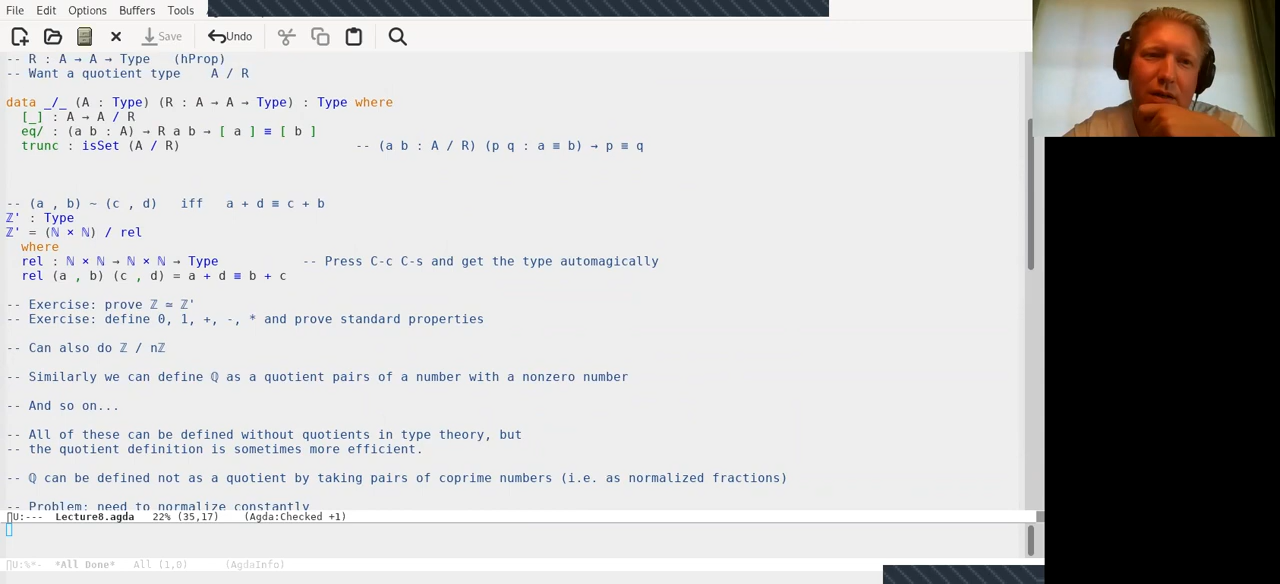 File Edit Options Buffers Tools
Save Undo
-- R : A → A → Type (hProp)
-- Want a quotient type A / R
data _/_ (A : Type) (R : A → A → Type) : Type where
[_] : A → A / R
eq/ : (a b : A) → R a b → [ a ] ≡ [ b ]
trunc : isSet (A / R) -- (a b : A / R) (p q : a ≡ b) → p ≡ q
-- (a , b) ~ (c , d) iff a + d ≡ c + b
ℤ' : Type
ℤ' = (ℕ × ℕ) / rel
where
rel : ℕ × ℕ → ℕ × ℕ → Type -- Press C-c C-s and get the type automagically
rel (a , b) (c , d) = a + d ≡ b + c
-- Exercise: prove ℤ ≃ ℤ'
-- Exercise: define 0, 1, +, -, * and prove standard properties
-- Can also do ℤ / nℤ
-- Similarly we can define ℚ as a quotient pairs of a number with a nonzero number
-- And so on...
-- All of these can be defined without quotients in type theory, but
-- the quotient definition is sometimes more efficient.
-- ℚ can be defined not as a quotient by taking pairs of coprime numbers (i.e. as normalized fractions)
-- Problem: need to normalize constantly
U:--- Lecture8.agda 22% (35,17) (Agda:Checked +1)
U:%*- *All Done* All (1,0) (AgdaInfo)